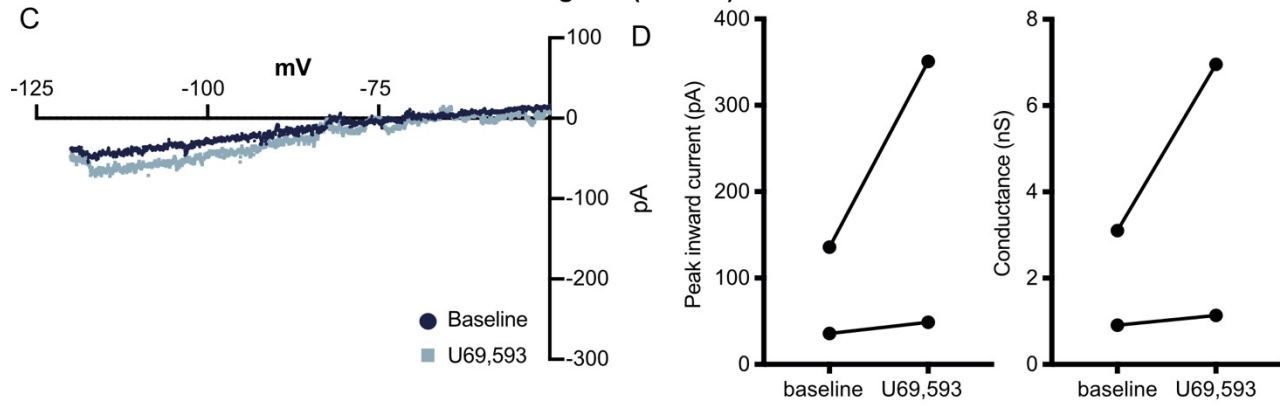 C
mV
-125
-100
-75
100
0
-100
-200
-300
pA
Baseline
U69,593
D
Peak inward current (pA)
400
300
200
100
0
baseline U69,593
Conductance (nS)
8
6
4
2
0
baseline U69,593